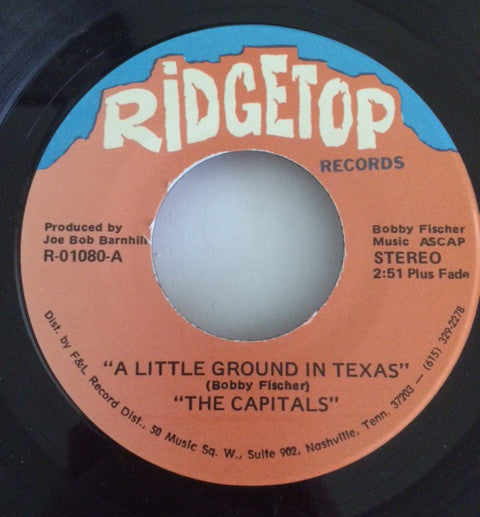 RiDGETOP
RECORDS
Produced by
Joe Bob Barnhill
R-01080-A
Bobby Fischer
Music ASCAP
STEREO
2:51 Plus Fade
"A LITTLE GROUND IN TEXAS"
(Bobby Fischer)
"THE CAPITALS"
Dist. by F&L Record Dist., 50 Music Sq. W., Suite 902, Nashville, Tenn. 37203 — (615) 329-2278